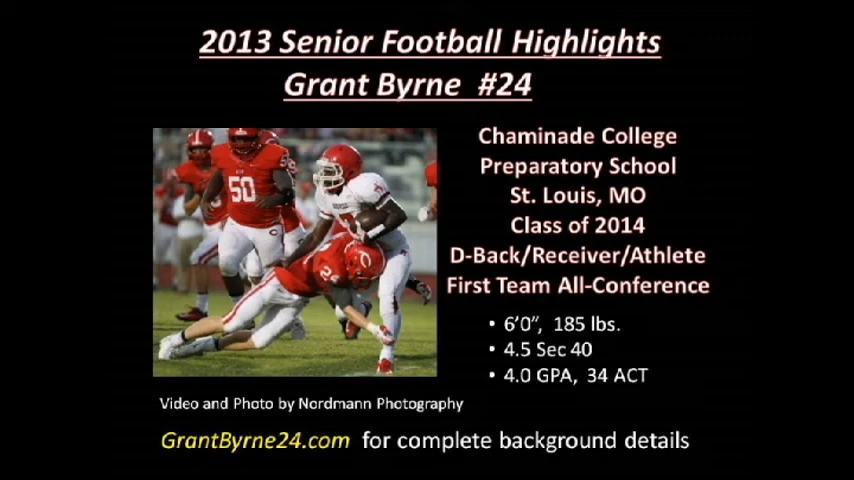 2013 Senior Football Highlights
Grant Byrne #24
Chaminade College
Preparatory School
St. Louis, MO
Class of 2014
D-Back/Receiver/Athlete
First Team All-Conference
• 6'0", 185 lbs.
• 4.5 Sec 40
• 4.0 GPA, 34 ACT
50
C
24
C
Video and Photo by Nordmann Photography
GrantByrne24.com for complete background details